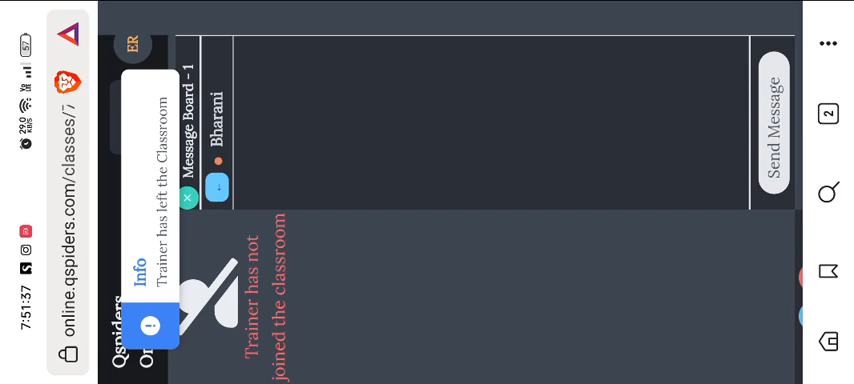 7:51:37
29.0 KB/S
57
online.qspiders.com/classes/7
Qspiders
ER
Info
Trainer has left the Classroom
Message Board - 1
Bharani
Trainer has not
joined the classroom
Send Message
2